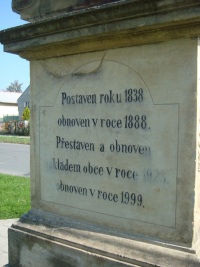 Postaven roku 1838
obnoven v roce 1888.
Přestaven a obnoven
nákladem obce v roce
obnoven v roce 1999.